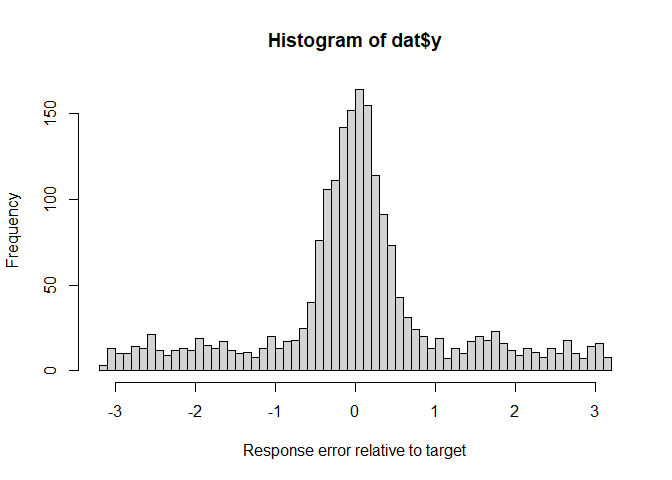 Histogram of dat$y
Frequency
150
100
50
0
-3 -2 -1 0 1 2 3
Response error relative to target